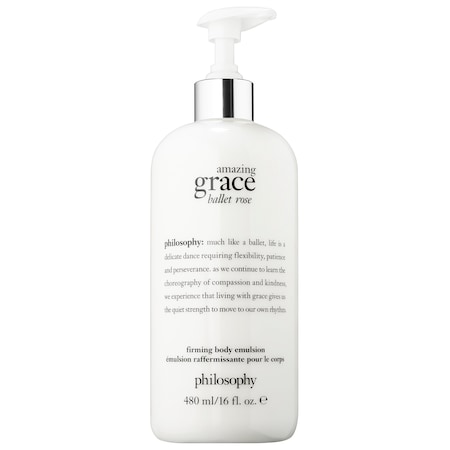 amazing
grace
ballet rose
philosophy: much like a ballet, life is a
delicate dance requiring flexibility, patience
and perseverance. as we continue to learn the
choreography of compassion and kindness,
we experience that living with grace gives us
the quiet strength to move to our own rhythm.
firming body emulsion
émulsion raffermissante pour le corps
philosophy
480 ml/16 fl. oz. ℮